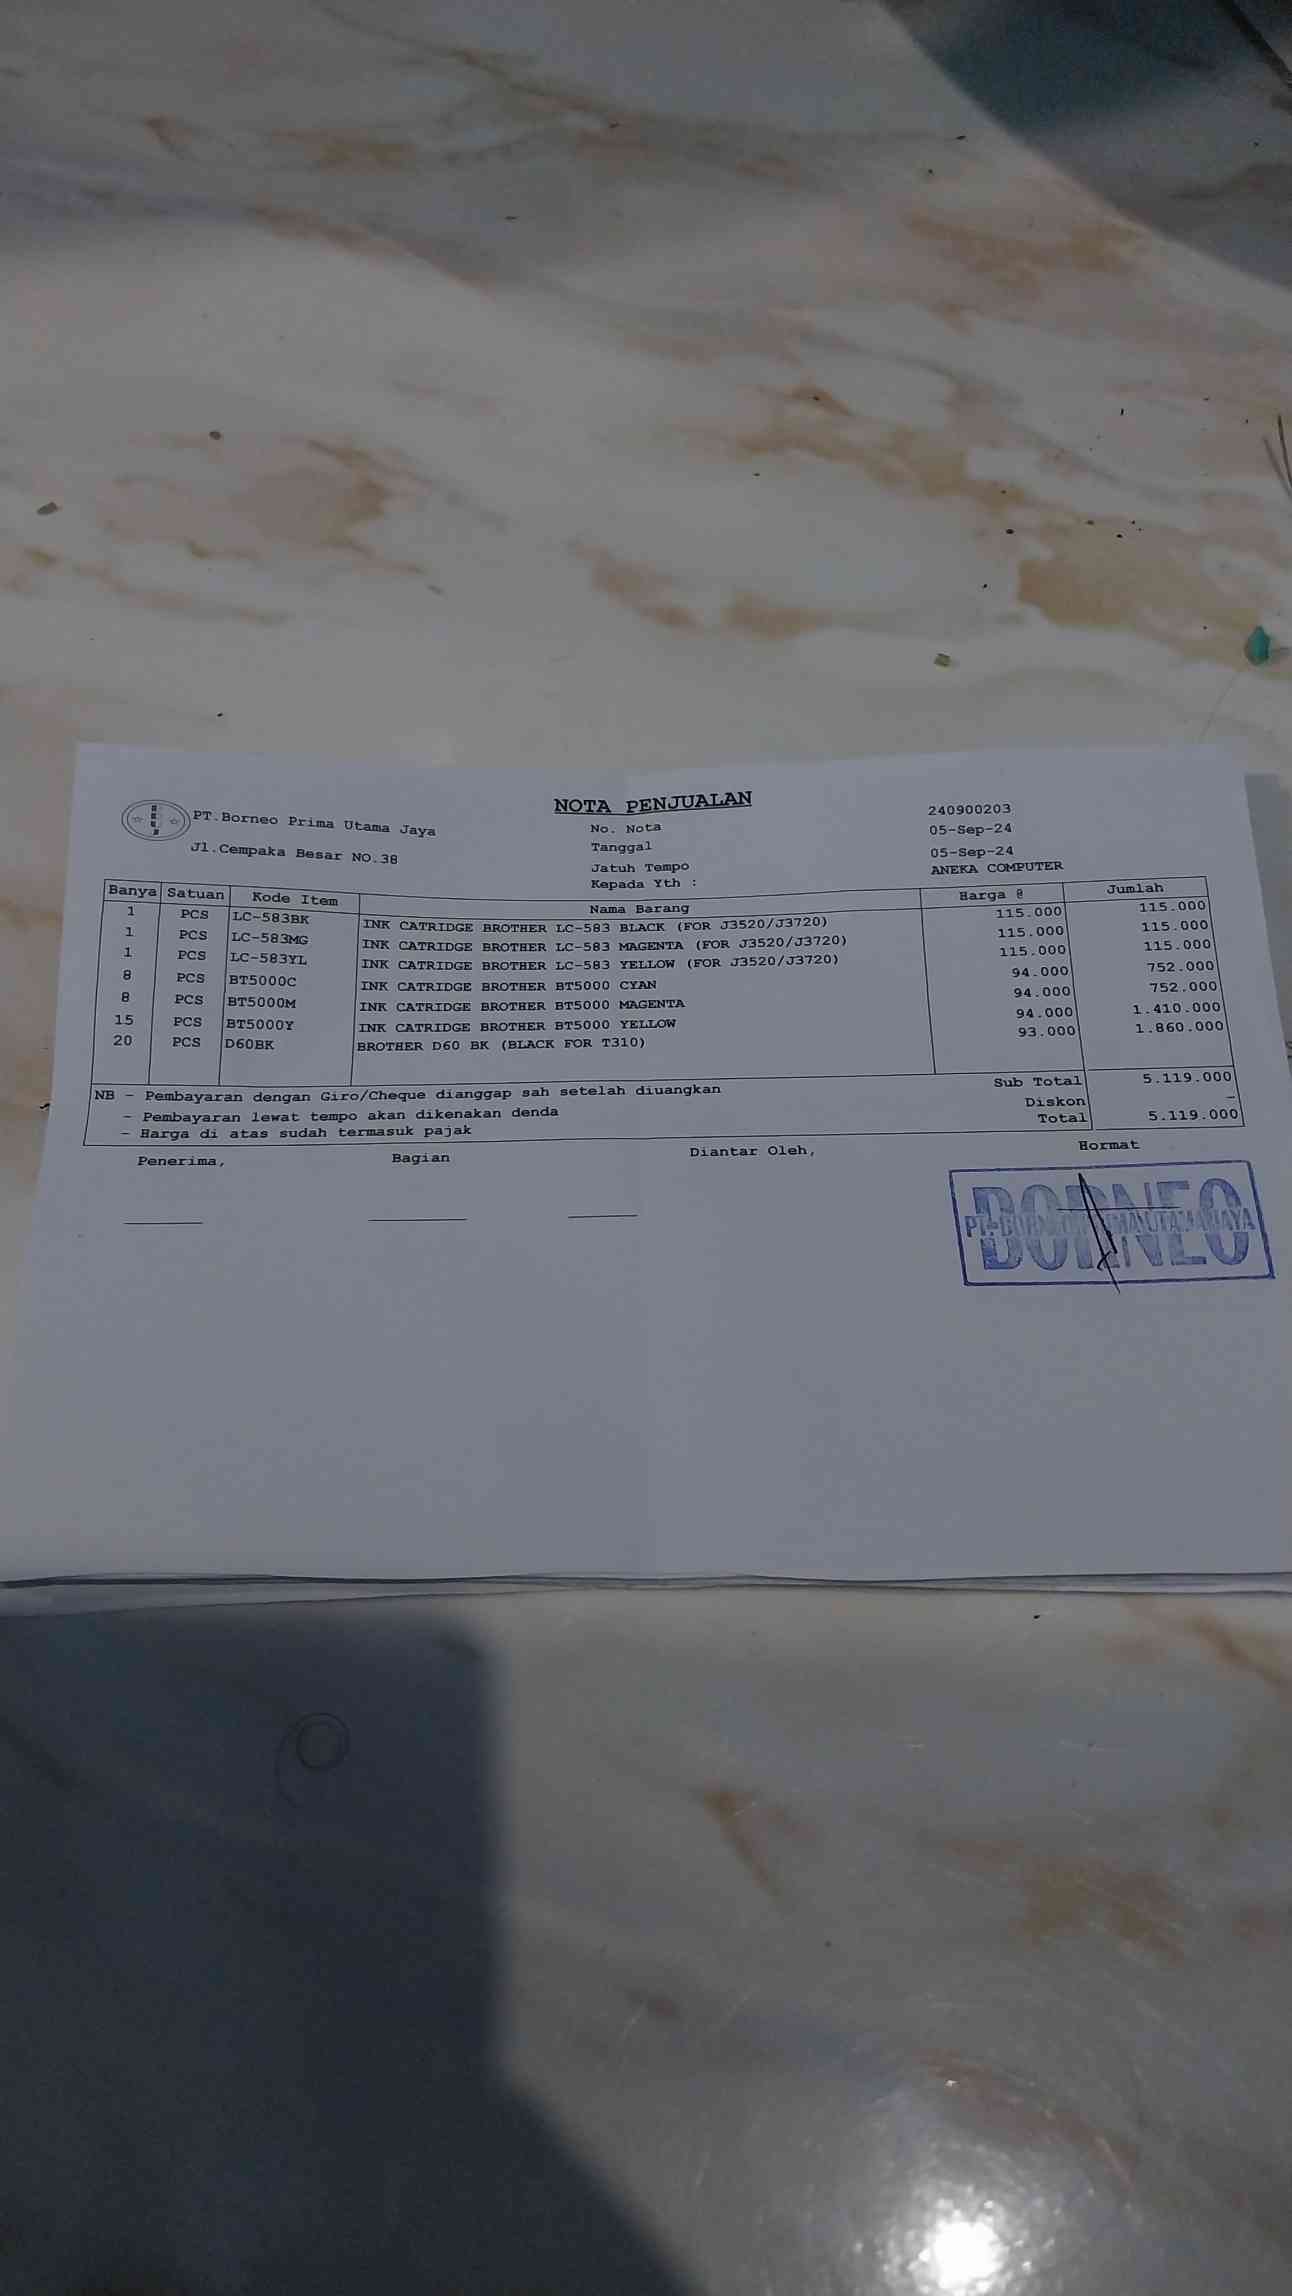 NOTA PENJUALAN
PT.Borneo Prima Utama Jaya
Jl.Cempaka Besar NO.38
No. Nota 240900203
Tanggal 05-Sep-24
Jatuh Tempo 05-Sep-24
Kepada Yth : ANEKA COMPUTER
Banya Satuan Kode Item Nama Barang Harga @ Jumlah
1 PCS LC-583BK INK CATRIDGE BROTHER LC-583 BLACK (FOR J3520/J3720) 115.000 115.000
1 PCS LC-583MG INK CATRIDGE BROTHER LC-583 MAGENTA (FOR J3520/J3720) 115.000 115.000
1 PCS LC-583YL INK CATRIDGE BROTHER LC-583 YELLOW (FOR J3520/J3720) 115.000 115.000
8 PCS BT5000C INK CATRIDGE BROTHER BT5000 CYAN 94.000 752.000
8 PCS BT5000M INK CATRIDGE BROTHER BT5000 MAGENTA 94.000 752.000
15 PCS BT5000Y INK CATRIDGE BROTHER BT5000 YELLOW 94.000 1.410.000
20 PCS D60BK BROTHER D60 BK (BLACK FOR T310) 93.000 1.860.000
NB - Pembayaran dengan Giro/Cheque dianggap sah setelah diuangkan Sub Total 5.119.000
- Pembayaran lewat tempo akan dikenakan denda Diskon -
- Harga di atas sudah termasuk pajak Total 5.119.000
Penerima, Bagian Diantar Oleh, Hormat
BORNEO
PT. BORNEO PRIMA UTAMA JAYA